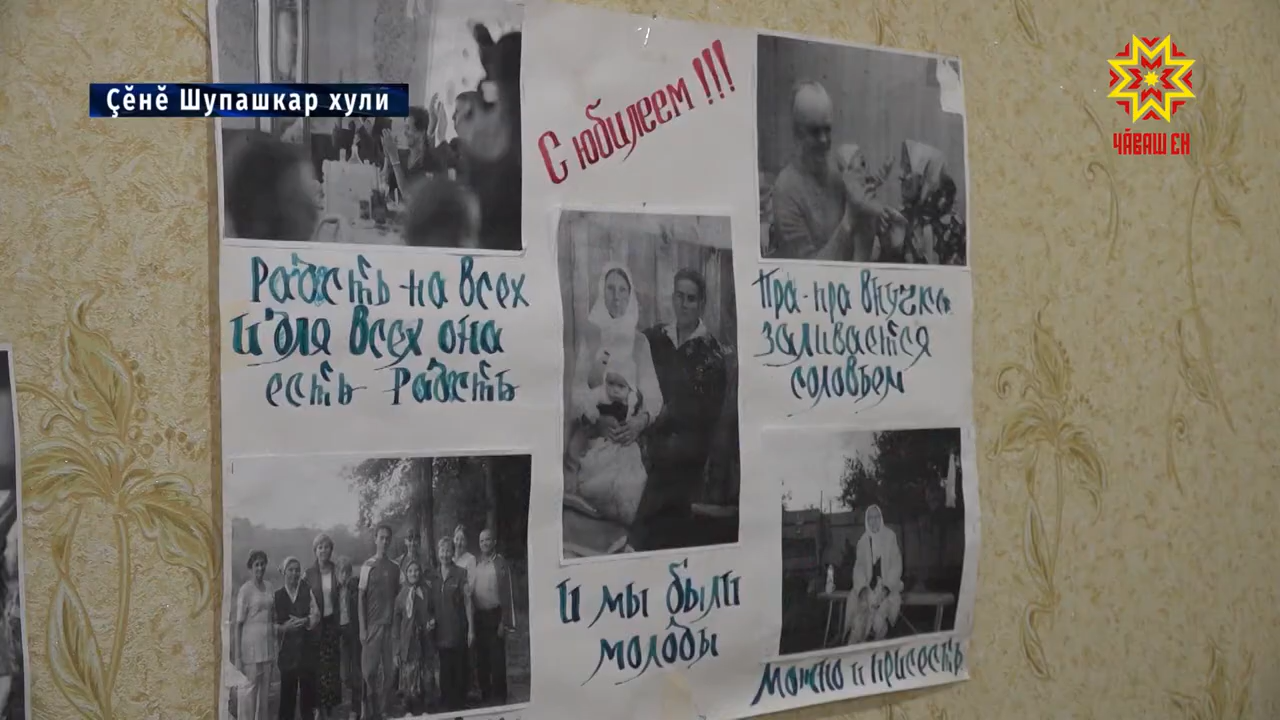 Ҫӗнӗ Шупашкар хули
ЧӐВАШ ЕН
С юбилеем !!!
Радость на всех
и для всех она
есть радость
Пра-пра внучка
заливается
соловьем
и мы были
молоды
Можно и присесть